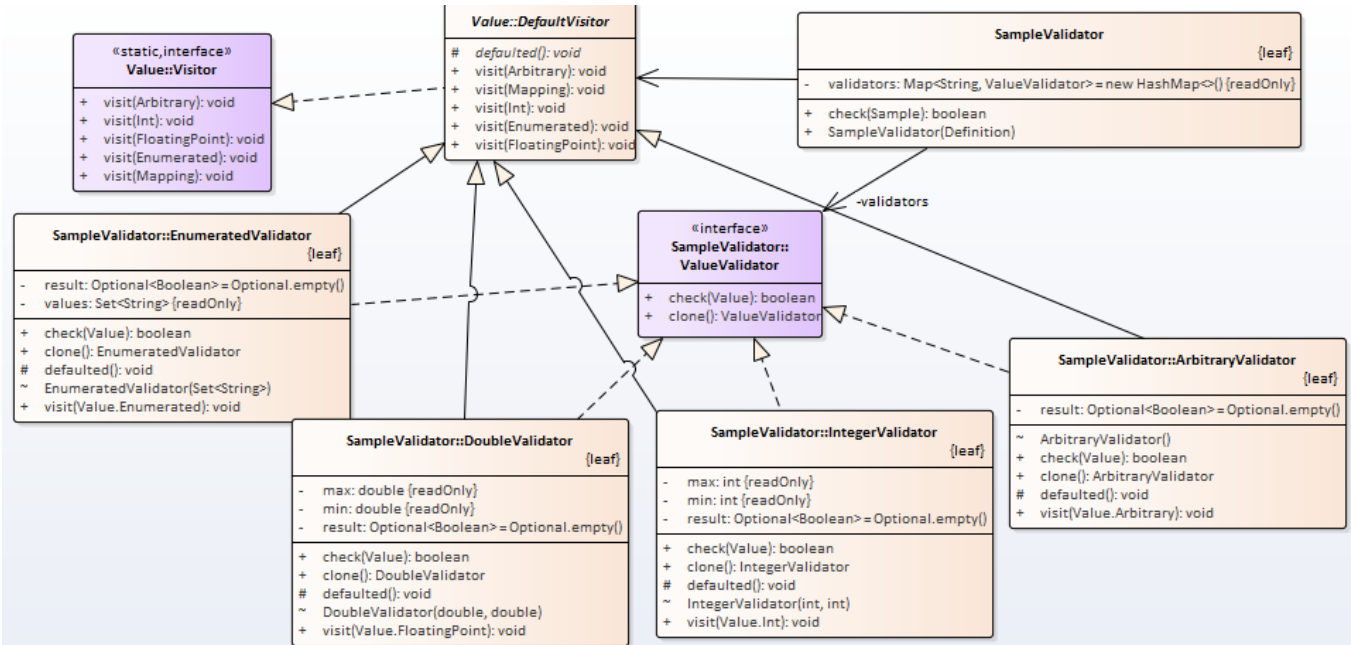 «static,interface»
Value::Visitor
+ visit(Arbitrary): void
+ visit(Int): void
+ visit(FloatingPoint): void
+ visit(Enumerated): void
+ visit(Mapping): void
Value::DefaultVisitor
# defaulted(): void
+ visit(Arbitrary): void
+ visit(Mapping): void
+ visit(Int): void
+ visit(Enumerated): void
+ visit(FloatingPoint): void
SampleValidator
{leaf}
- validators: Map<String, ValueValidator> = new HashMap<>() {readOnly}
+ check(Sample): boolean
+ SampleValidator(Definition)
-validators
SampleValidator::EnumeratedValidator
{leaf}
- result: Optional<Boolean> = Optional.empty()
- values: Set<String> {readOnly}
+ check(Value): boolean
+ clone(): EnumeratedValidator
# defaulted(): void
~ EnumeratedValidator(Set<String>)
+ visit(Value.Enumerated): void
«interface»
SampleValidator::
ValueValidator
+ check(Value): boolean
+ clone(): ValueValidator
SampleValidator::ArbitraryValidator
{leaf}
- result: Optional<Boolean> = Optional.empty()
~ ArbitraryValidator()
+ check(Value): boolean
+ clone(): ArbitraryValidator
# defaulted(): void
+ visit(Value.Arbitrary): void
SampleValidator::DoubleValidator
{leaf}
- max: double {readOnly}
- min: double {readOnly}
- result: Optional<Boolean> = Optional.empty()
+ check(Value): boolean
+ clone(): DoubleValidator
# defaulted(): void
~ DoubleValidator(double, double)
+ visit(Value.FloatingPoint): void
SampleValidator::IntegerValidator
{leaf}
- max: int {readOnly}
- min: int {readOnly}
- result: Optional<Boolean> = Optional.empty()
+ check(Value): boolean
+ clone(): IntegerValidator
# defaulted(): void
~ IntegerValidator(int, int)
+ visit(Value.Int): void